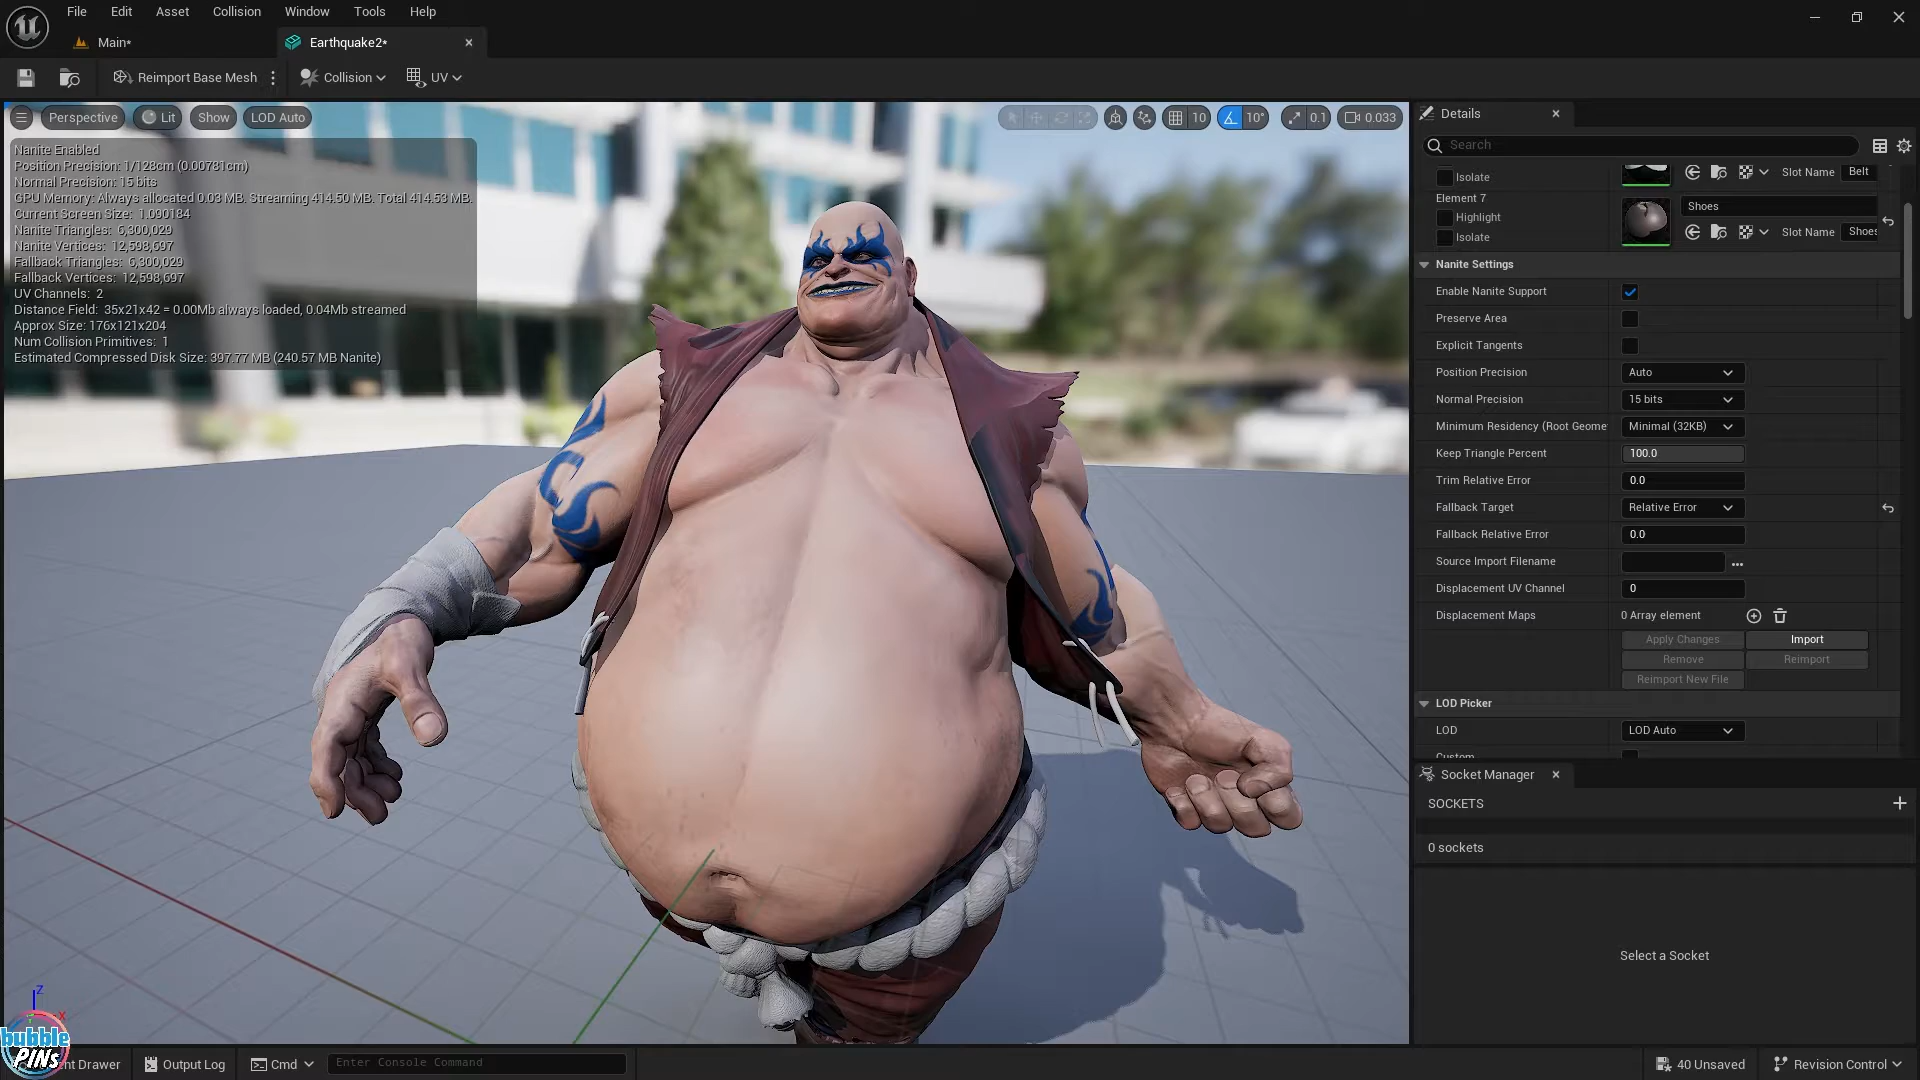 File Edit Asset Collision Window Tools Help
Main*
Earthquake2*
Reimport Base Mesh
Collision
UV
Perspective
Lit
Show
LOD Auto
10
10°
0.1
0.033
Nanite Enabled
Position Precision: 1/128cm (0.00781cm)
Normal Precision: 15 bits
GPU Memory: Always allocated 0.03 MB. Streaming 414.50 MB. Total 414.53 MB.
Current Screen Size: 1.090184
Nanite Triangles: 6,300,029
Nanite Vertices: 12,598,697
Fallback Triangles: 6,300,029
Fallback Vertices: 12,598,697
UV Channels: 2
Distance Field: 35x21x42 = 0.00Mb always loaded, 0.04Mb streamed
Approx Size: 176x121x204
Num Collision Primitives: 1
Estimated Compressed Disk Size: 397.77 MB (240.57 MB Nanite)
Details
Search
Isolate
Slot Name Belt
Element 7
Highlight
Isolate
Shoes
Slot Name Shoes
Nanite Settings
Enable Nanite Support
Preserve Area
Explicit Tangents
Position Precision Auto
Normal Precision 15 bits
Minimum Residency (Root Geome Minimal (32KB)
Keep Triangle Percent 100.0
Trim Relative Error 0.0
Fallback Target Relative Error
Fallback Relative Error 0.0
Source Import Filename
Displacement UV Channel 0
Displacement Maps 0 Array element
Apply Changes Import
Remove Reimport
Reimport New File
LOD Picker
LOD LOD Auto
Custom
Socket Manager
SOCKETS
0 sockets
Select a Socket
Z
X
bubble
PINS
nt Drawer
Output Log
Cmd
Enter Console Command
40 Unsaved
Revision Control